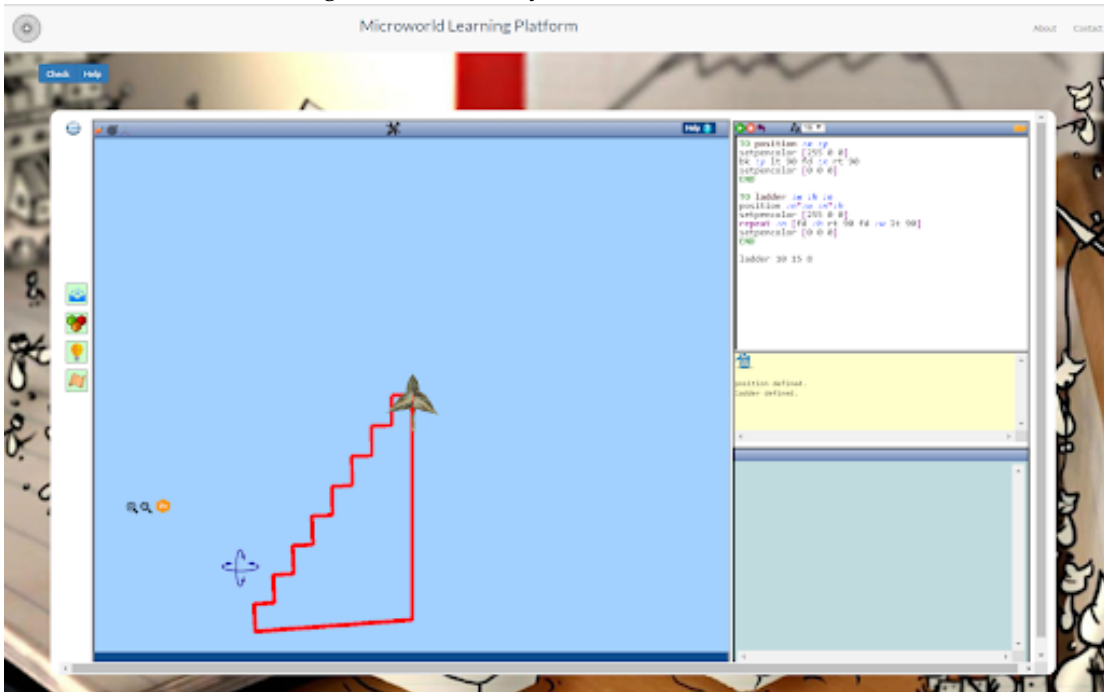 Microworld Learning Platform
About Contact
Check Help
Help
TO position :x :y
setpencolor [255 0 0]
bk :y lt 90 fd :x rt 90
setpencolor [0 0 0]
END
TO ladder :w :h :n
position :n*:w :n*:h
setpencolor [255 0 0]
repeat :n [fd :h rt 90 fd :w lt 90]
setpencolor [0 0 0]
END
ladder 10 15 8
position defined.
ladder defined.